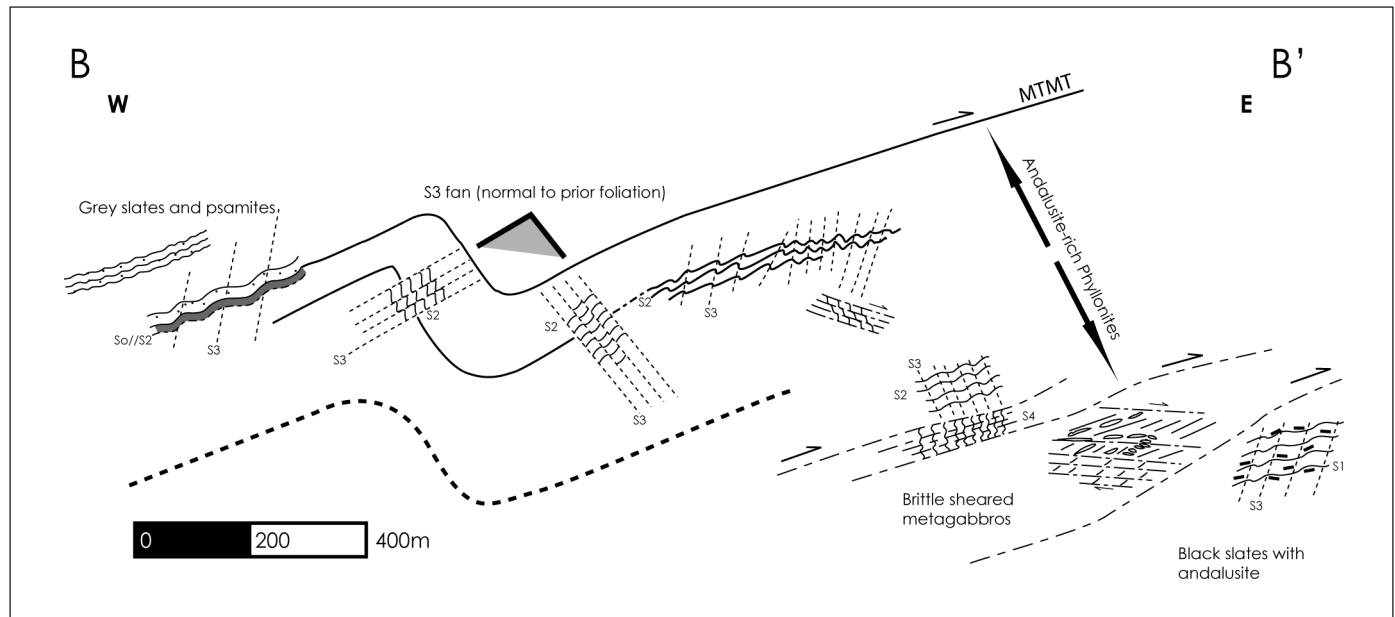 B
B'
W
E
MTMT
Andalusite-rich Phyllonites
S3 fan (normal to prior foliation)
Grey slates and psamites
So//S2
S3
S2
S3
S2
S3
S2
S3
S3
S2
S4
S1
S3
Brittle sheared
metagabbros
Black slates with
andalusite
0
200
400m